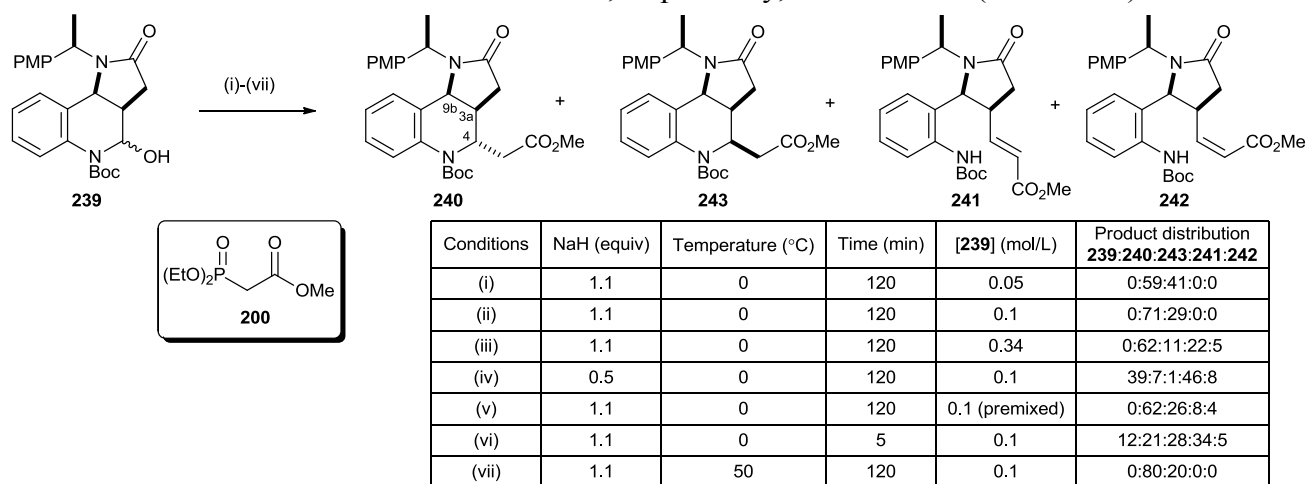 PMP N O
N OH
Boc
239
(i)-(vii)
PMP N O
9b 3a
4
N CO2Me
Boc
240
+
PMP N O
N CO2Me
Boc
243
+
PMP N O
NH
Boc
CO2Me
241
+
PMP N O
NH CO2Me
Boc
242
O O
(EtO)2P OMe
200
Conditions NaH (equiv) Temperature (°C) Time (min) [239] (mol/L) Product distribution
239:240:243:241:242
(i) 1.1 0 120 0.05 0:59:41:0:0
(ii) 1.1 0 120 0.1 0:71:29:0:0
(iii) 1.1 0 120 0.34 0:62:11:22:5
(iv) 0.5 0 120 0.1 39:7:1:46:8
(v) 1.1 0 120 0.1 (premixed) 0:62:26:8:4
(vi) 1.1 0 5 0.1 12:21:28:34:5
(vii) 1.1 50 120 0.1 0:80:20:0:0